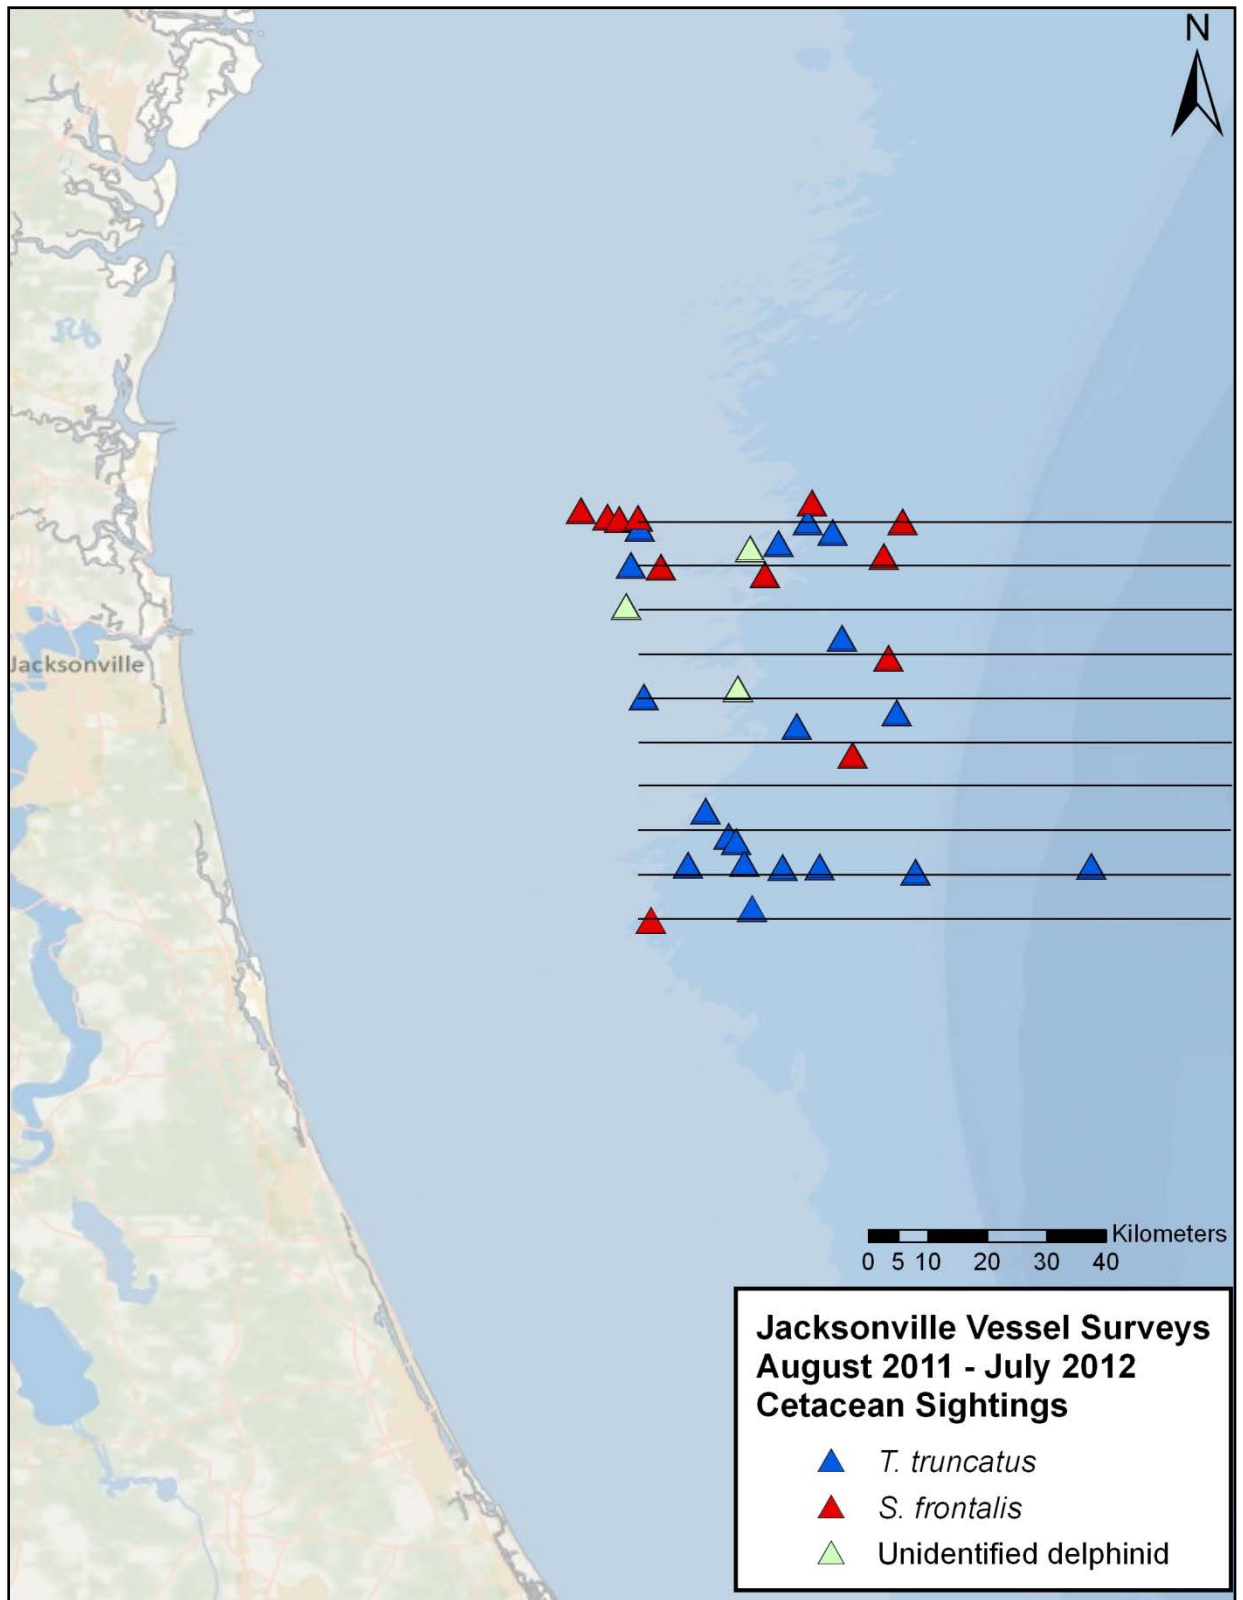 N
Jacksonville
Kilometers
0 5 10 20 30 40
Jacksonville Vessel Surveys
August 2011 - July 2012
Cetacean Sightings
T. truncatus
S. frontalis
Unidentified delphinid